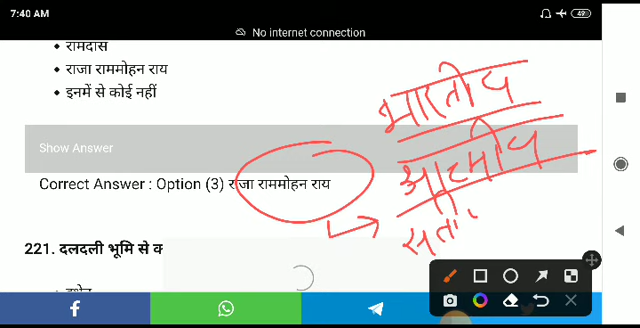 7:40 AM
49
No internet connection
• रामदास
• राजा राममोहन राय
• इनमें से कोई नहीं
Show Answer
Correct Answer : Option (3) राजा राममोहन राय
भारतीय
आत्मीय
221. दलदली भूमि से